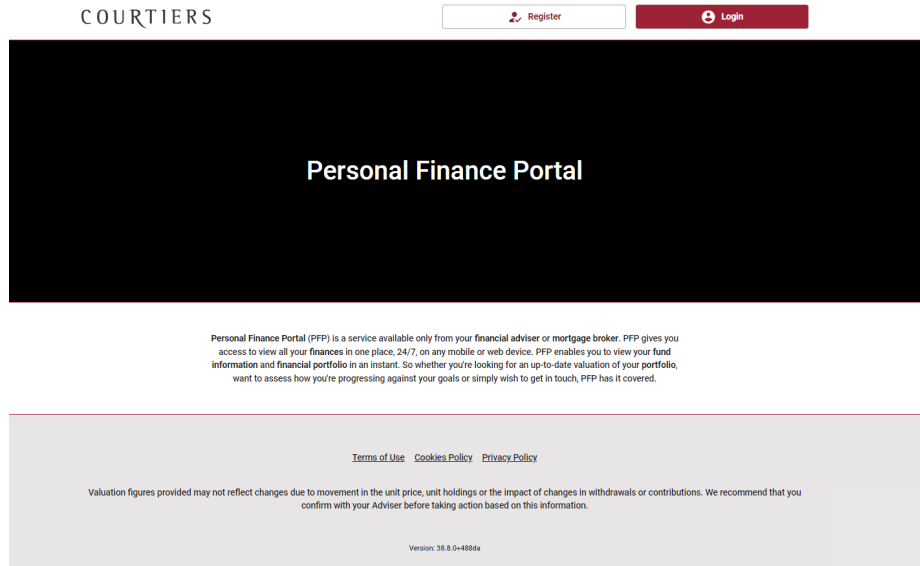 COURTIERS
Register
Login
Personal Finance Portal
Personal Finance Portal (PFP) is a service available only from your financial adviser or mortgage broker. PFP gives you
access to view all your finances in one place, 24/7, on any mobile or web device. PFP enables you to view your fund
information and financial portfolio in an instant. So whether you're looking for an up-to-date valuation of your portfolio,
want to assess how you're progressing against your goals or simply wish to get in touch, PFP has it covered.
Terms of Use Cookies Policy Privacy Policy
Valuation figures provided may not reflect changes due to movement in the unit price, unit holdings or the impact of changes in withdrawals or contributions. We recommend that you
confirm with your Adviser before taking action based on this information.
Version: 38.8.0+488da